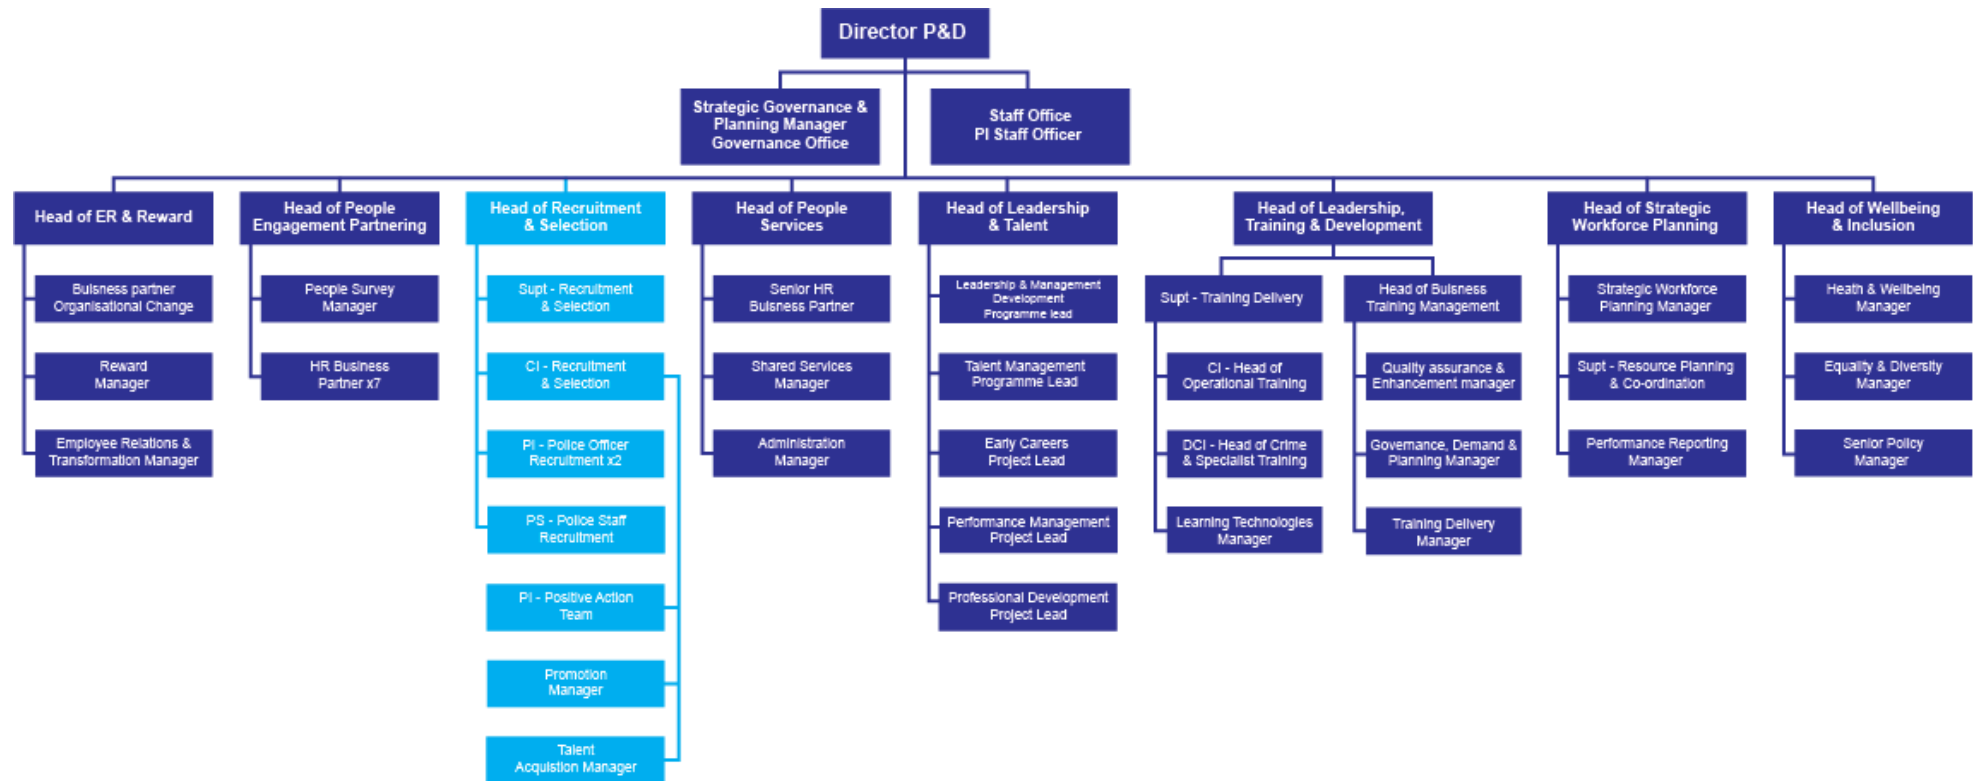 Director P&D
Strategic Governance &
Planning Manager
Governance Office
Staff Office
PI Staff Officer
Head of ER & Reward
Head of People
Engagement Partnering
Head of Recruitment
& Selection
Head of People
Services
Head of Leadership
& Talent
Head of Leadership,
Training & Development
Head of Strategic
Workforce Planning
Head of Wellbeing
& Inclusion
Buisness partner
Organisational Change
Reward
Manager
Employee Relations &
Transformation Manager
People Survey
Manager
HR Business
Partner x7
Supt - Recruitment
& Selection
CI - Recruitment
& Selection
PI - Police Officer
Recruitment x2
PS - Police Staff
Recruitment
PI - Positive Action
Team
Promotion
Manager
Talent
Acquistion Manager
Senior HR
Buisness Partner
Shared Services
Manager
Administration
Manager
Leadership & Management
Development
Programme lead
Talent Management
Programme Lead
Early Careers
Project Lead
Performance Management
Project Lead
Professional Development
Project Lead
Supt - Training Delivery
CI - Head of
Operational Training
DCI - Head of Crime
& Specialist Training
Learning Technologies
Manager
Head of Buisness
Training Management
Quality assurance &
Enhancement manager
Governance, Demand &
Planning Manager
Training Delivery
Manager
Strategic Workforce
Planning Manager
Supt - Resource Planning
& Co-ordination
Performance Reporting
Manager
Heath & Wellbeing
Manager
Equality & Diversity
Manager
Senior Policy
Manager